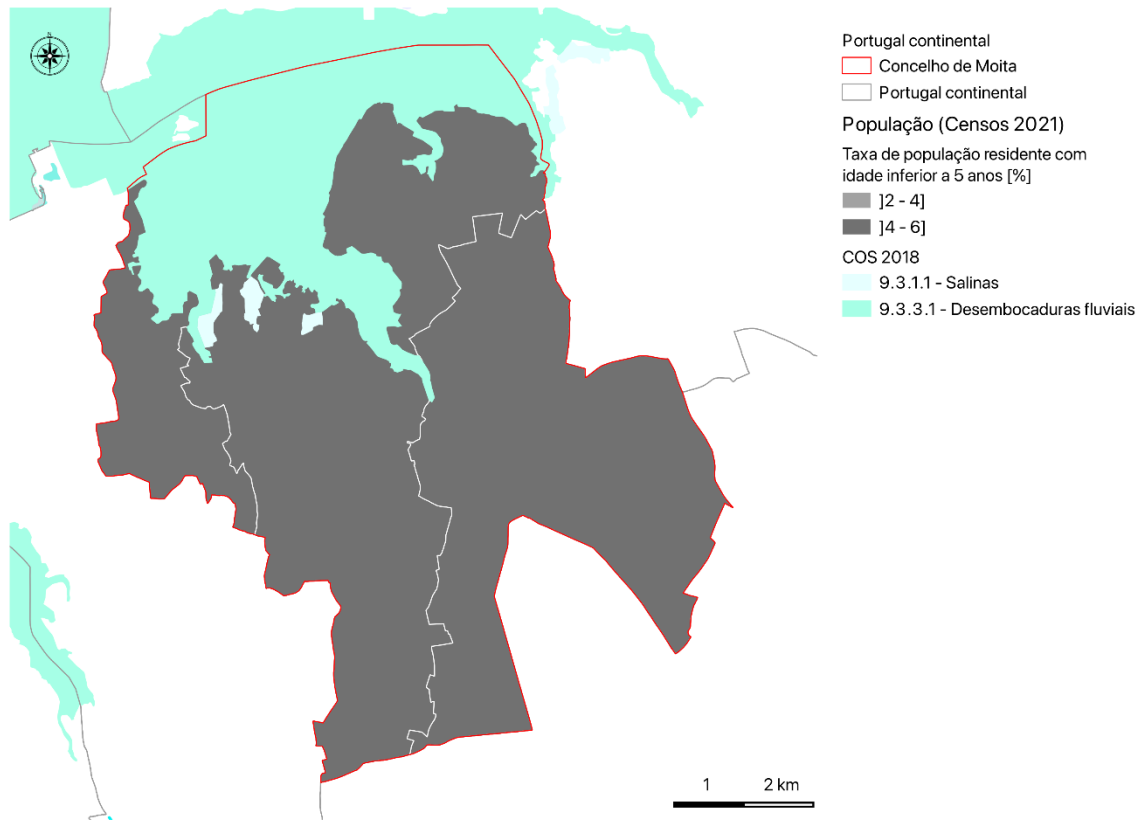 N
Portugal continental
Concelho de Moita
Portugal continental
População (Censos 2021)
Taxa de população residente com
idade inferior a 5 anos [%]
]2 - 4]
]4 - 6]
COS 2018
9.3.1.1 - Salinas
9.3.3.1 - Desembocaduras fluviais
1 2 km